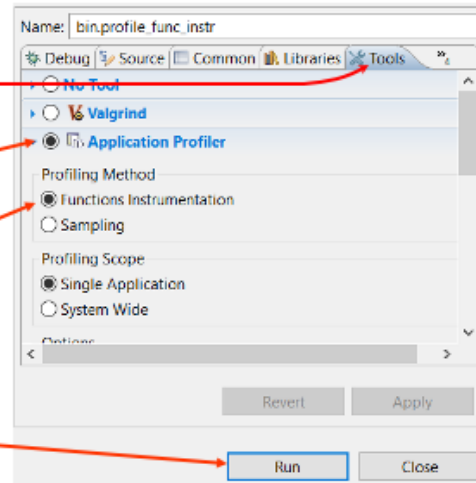 Name: bin.profile_func_instr
Debug Source Common Libraries Tools »
No Tool
Valgrind
Application Profiler
Profiling Method
Functions Instrumentation
Sampling
Profiling Scope
Single Application
System Wide
Options
Revert Apply
Run Close